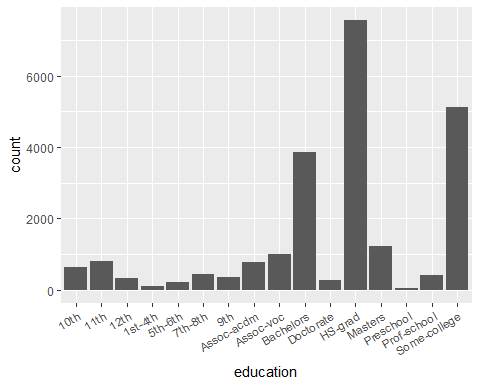 count
6000
4000
2000
0
10th
11th
12th
1st-4th
5th-6th
7th-8th
9th
Assoc-acdm
Assoc-voc
Bachelors
Doctorate
HS-grad
Masters
Preschool
Prof-school
Some-college
education